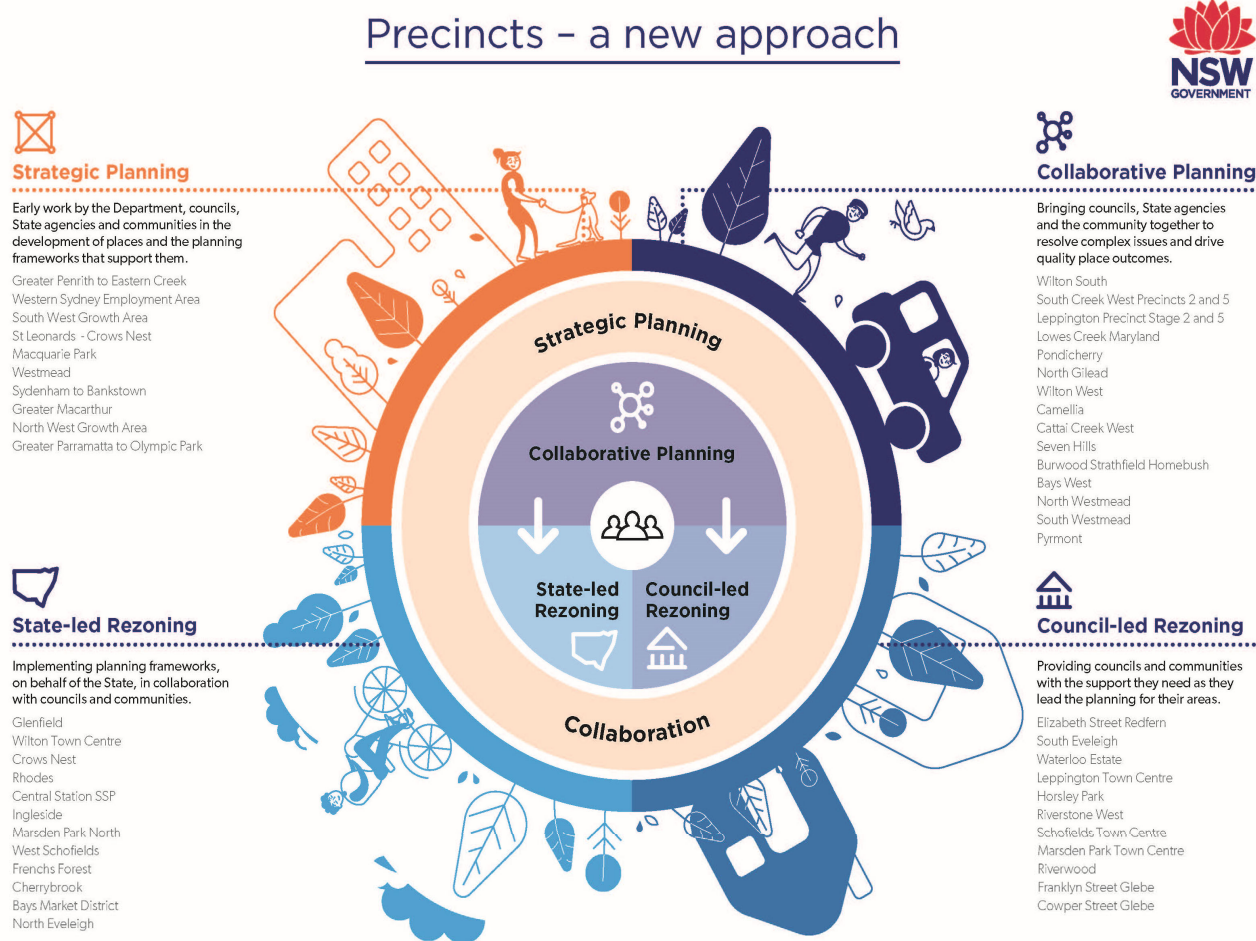 Precincts – a new approach
NSW
GOVERNMENT
Strategic Planning
Early work by the Department, councils,
State agencies and communities in the
development of places and the planning
frameworks that support them.
Greater Penrith to Eastern Creek
Western Sydney Employment Area
South West Growth Area
St Leonards - Crows Nest
Macquarie Park
Westmead
Sydenham to Bankstown
Greater Macarthur
North West Growth Area
Greater Parramatta to Olympic Park
Collaborative Planning
Bringing councils, State agencies
and the community together to
resolve complex issues and drive
quality place outcomes.
Wilton South
South Creek West Precincts 2 and 5
Leppington Precinct Stage 2 and 5
Lowes Creek Maryland
Pondicherry
North Gilead
Wilton West
Camellia
Cattai Creek West
Seven Hills
Burwood Strathfield Homebush
Bays West
North Westmead
South Westmead
Pyrmont
Strategic Planning
Collaborative Planning
State-led
Rezoning
Council-led
Rezoning
Collaboration
State-led Rezoning
Implementing planning frameworks,
on behalf of the State, in collaboration
with councils and communities.
Glenfield
Wilton Town Centre
Crows Nest
Rhodes
Central Station SSP
Ingleside
Marsden Park North
West Schofields
Frenchs Forest
Cherrybrook
Bays Market District
North Eveleigh
Council-led Rezoning
Providing councils and communities
with the support they need as they
lead the planning for their areas.
Elizabeth Street Redfern
South Eveleigh
Waterloo Estate
Leppington Town Centre
Horsley Park
Riverstone West
Schofields Town Centre
Marsden Park Town Centre
Riverwood
Franklyn Street Glebe
Cowper Street Glebe